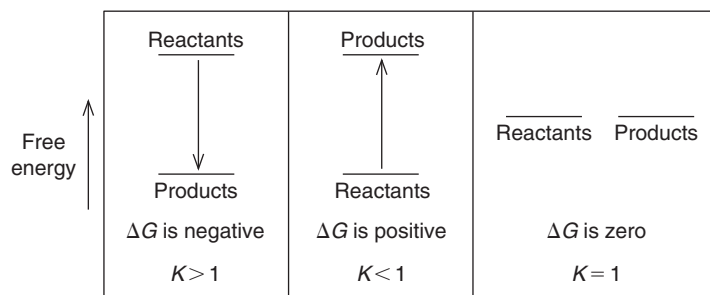 Free
energy
Reactants
Products
ΔG is negative
K > 1
Products
Reactants
ΔG is positive
K < 1
Reactants Products
ΔG is zero
K = 1